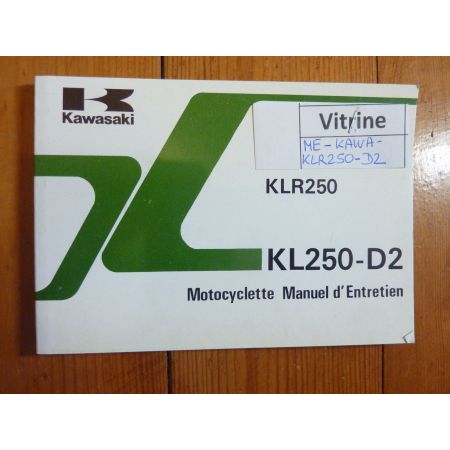 Kawasaki
Vitrine
ME-KAWA-
KLR250-D2
KLR250
KL250-D2
Motocyclette Manuel d'Entretien